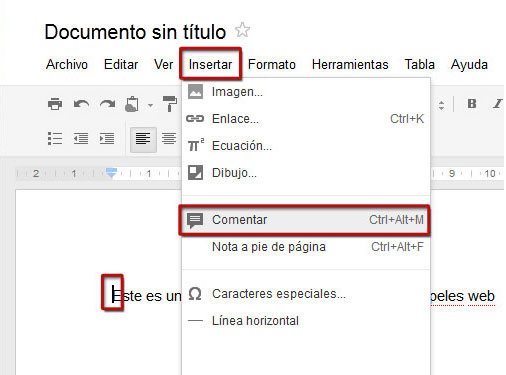 Documento sin título
Archivo Editar Ver Insertar Formato Herramientas Tabla Ayuda
Imagen...
Enlace... Ctrl+K
Ecuación...
Dibujo...
Comentar Ctrl+Alt+M
Nota a pie de página Ctrl+Alt+F
Caracteres especiales...
Línea horizontal
B I
2 1 9 10
Este es un peles web